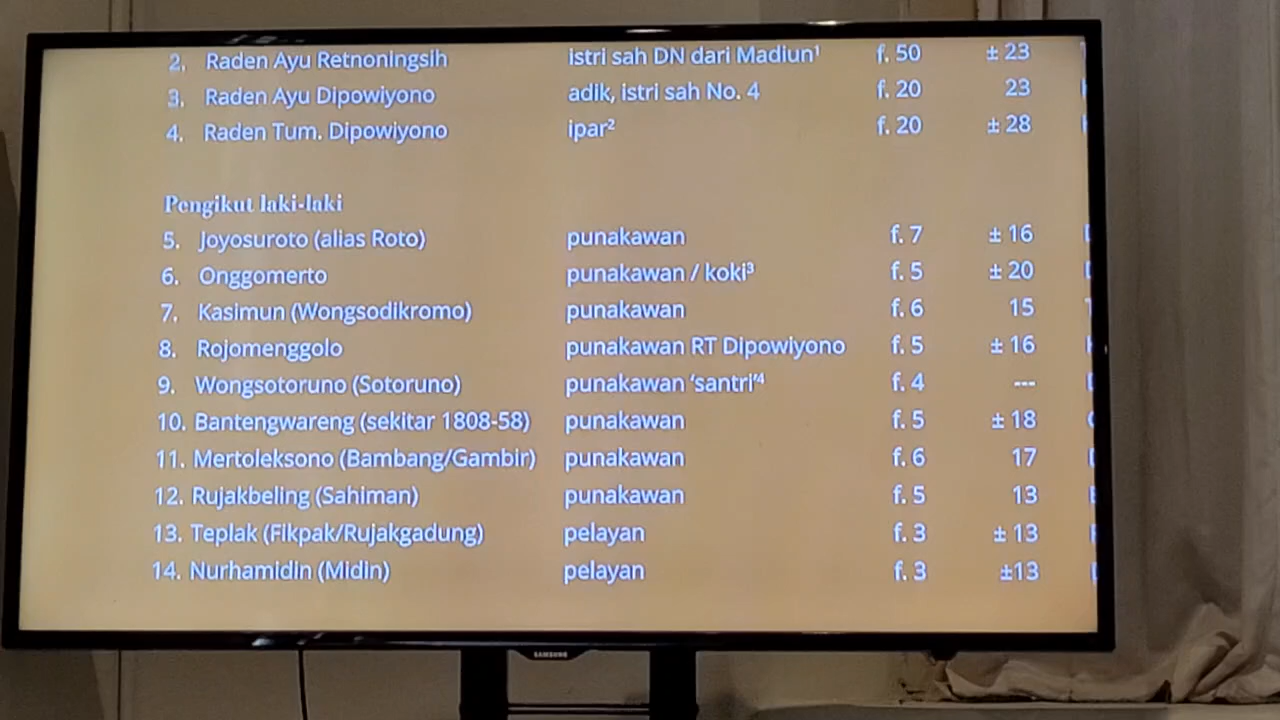 2. Raden Ayu Retnoningsih istri sah DN dari Madiun¹ f. 50 ± 23
3. Raden Ayu Dipowiyono adik, istri sah No. 4 f. 20 23
4. Raden Tum. Dipowiyono ipar² f. 20 ± 28
Pengikut laki-laki
5. Joyosuroto (alias Roto) punakawan f. 7 ± 16
6. Onggomerto punakawan / koki³ f. 5 ± 20
7. Kasimun (Wongsodikromo) punakawan f. 6 15
8. Rojomenggolo punakawan RT Dipowiyono f. 5 ± 16
9. Wongsotoruno (Sotoruno) punakawan ‘santri’⁴ f. 4 ---
10. Bantengwareng (sekitar 1808-58) punakawan f. 5 ± 18
11. Mertoleksono (Bambang/Gambir) punakawan f. 6 17
12. Rujakbeling (Sahiman) punakawan f. 5 13
13. Teplak (Fikpak/Rujakgadung) pelayan f. 3 ± 13
14. Nurhamidin (Midin) pelayan f. 3 ±13
SAMSUNG